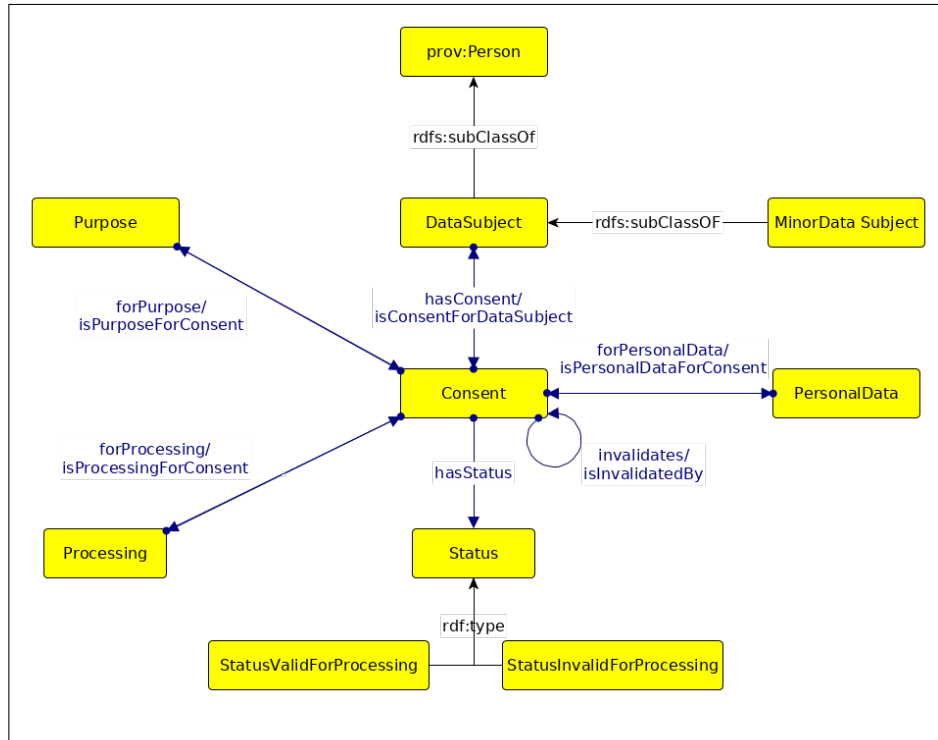 prov:Person
rdfs:subClassOf
Purpose
DataSubject
rdfs:subClassOF
MinorData Subject
hasConsent/
isConsentForDataSubject
forPurpose/
isPurposeForConsent
forPersonalData/
isPersonalDataForConsent
Consent
PersonalData
forProcessing/
isProcessingForConsent
hasStatus
invalidates/
isInvalidatedBy
Processing
Status
rdf:type
StatusValidForProcessing
StatusInvalidForProcessing